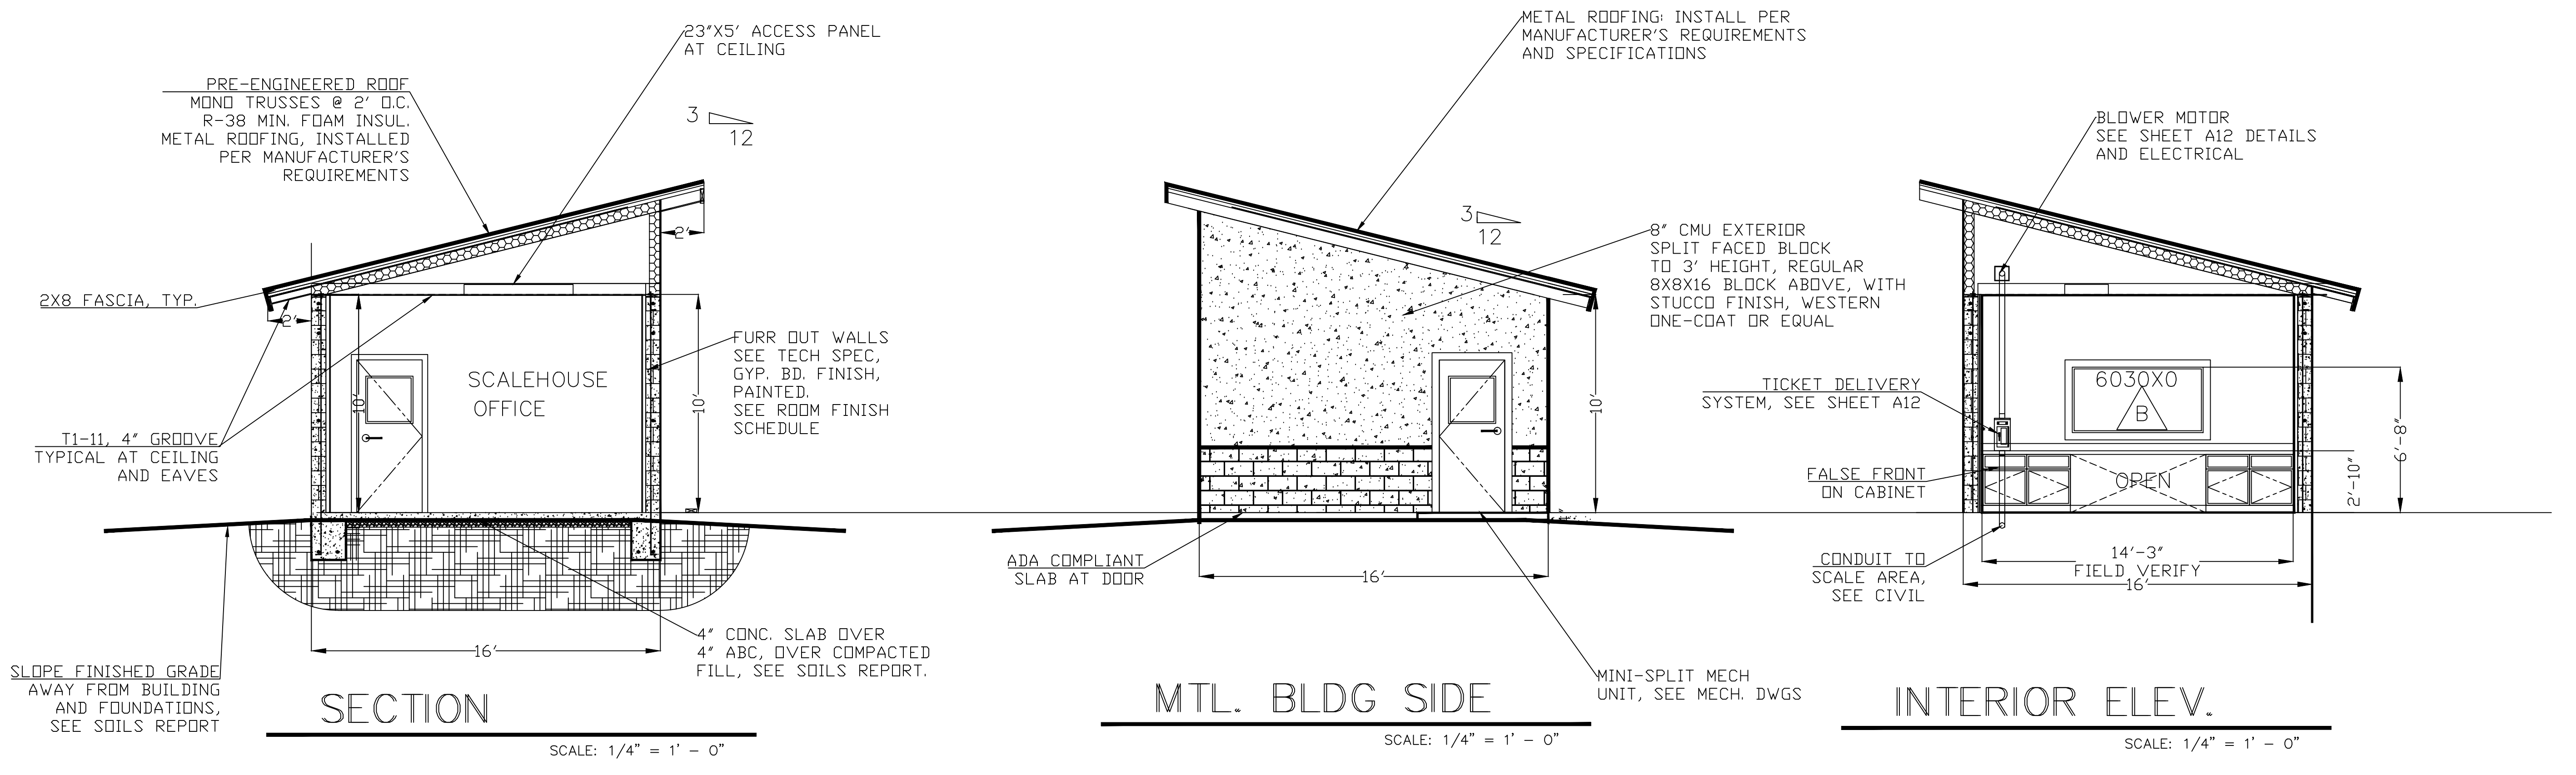 23"X5' ACCESS PANEL
AT CEILING
PRE-ENGINEERED ROOF
MONO TRUSSES @ 2' O.C.
R-38 MIN. FOAM INSUL.
METAL ROOFING, INSTALLED
PER MANUFACTURER'S
REQUIREMENTS
3
12
2'
2X8 FASCIA, TYP.
2'
FURR OUT WALLS
SEE TECH SPEC,
GYP. BD. FINISH,
PAINTED.
SEE ROOM FINISH
SCHEDULE
SCALEHOUSE
OFFICE
10'
10'
T1-11, 4" GROOVE
TYPICAL AT CEILING
AND EAVES
4" CONC. SLAB OVER
4" ABC, OVER COMPACTED
FILL, SEE SOILS REPORT.
16'
SLOPE FINISHED GRADE
AWAY FROM BUILDING
AND FOUNDATIONS,
SEE SOILS REPORT
SECTION
SCALE: 1/4" = 1' - 0"
METAL ROOFING: INSTALL PER
MANUFACTURER'S REQUIREMENTS
AND SPECIFICATIONS
3
12
8" CMU EXTERIOR
SPLIT FACED BLOCK
TO 3' HEIGHT, REGULAR
8X8X16 BLOCK ABOVE, WITH
STUCCO FINISH, WESTERN
ONE-COAT OR EQUAL
10'
ADA COMPLIANT
SLAB AT DOOR
16'
MINI-SPLIT MECH
UNIT, SEE MECH. DWGS
MTL. BLDG SIDE
SCALE: 1/4" = 1' - 0"
BLOWER MOTOR
SEE SHEET A12 DETAILS
AND ELECTRICAL
TICKET DELIVERY
SYSTEM, SEE SHEET A12
6030XO
B
6'-8"
FALSE FRONT
ON CABINET
OPEN
2'-10"
CONDUIT TO
SCALE AREA,
SEE CIVIL
14'-3"
FIELD VERIFY
16'
INTERIOR ELEV.
SCALE: 1/4" = 1' - 0"